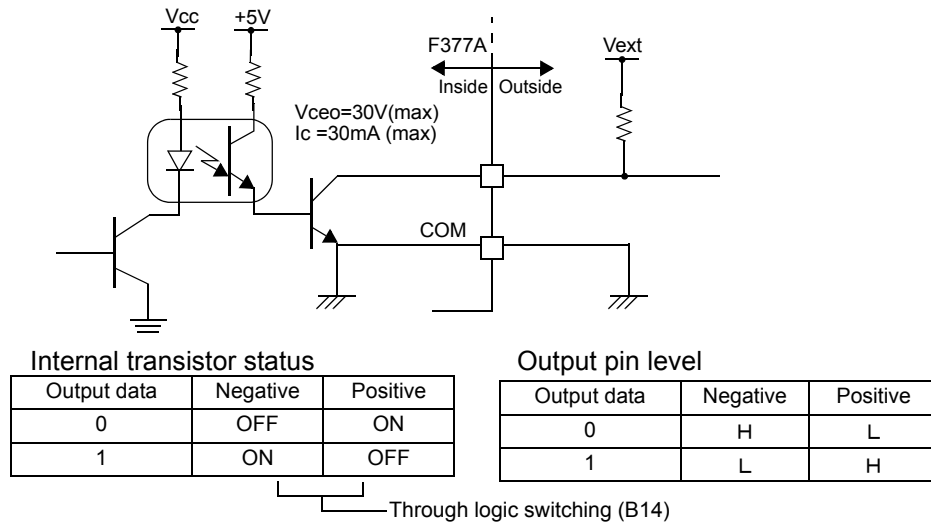 Vcc +5V
F377A
Vext
Inside Outside
Vceo=30V(max)
Ic =30mA (max)
COM
Internal transistor status
Output data Negative Positive
0 OFF ON
1 ON OFF
Output pin level
Output data Negative Positive
0 H L
1 L H
Through logic switching (B14)